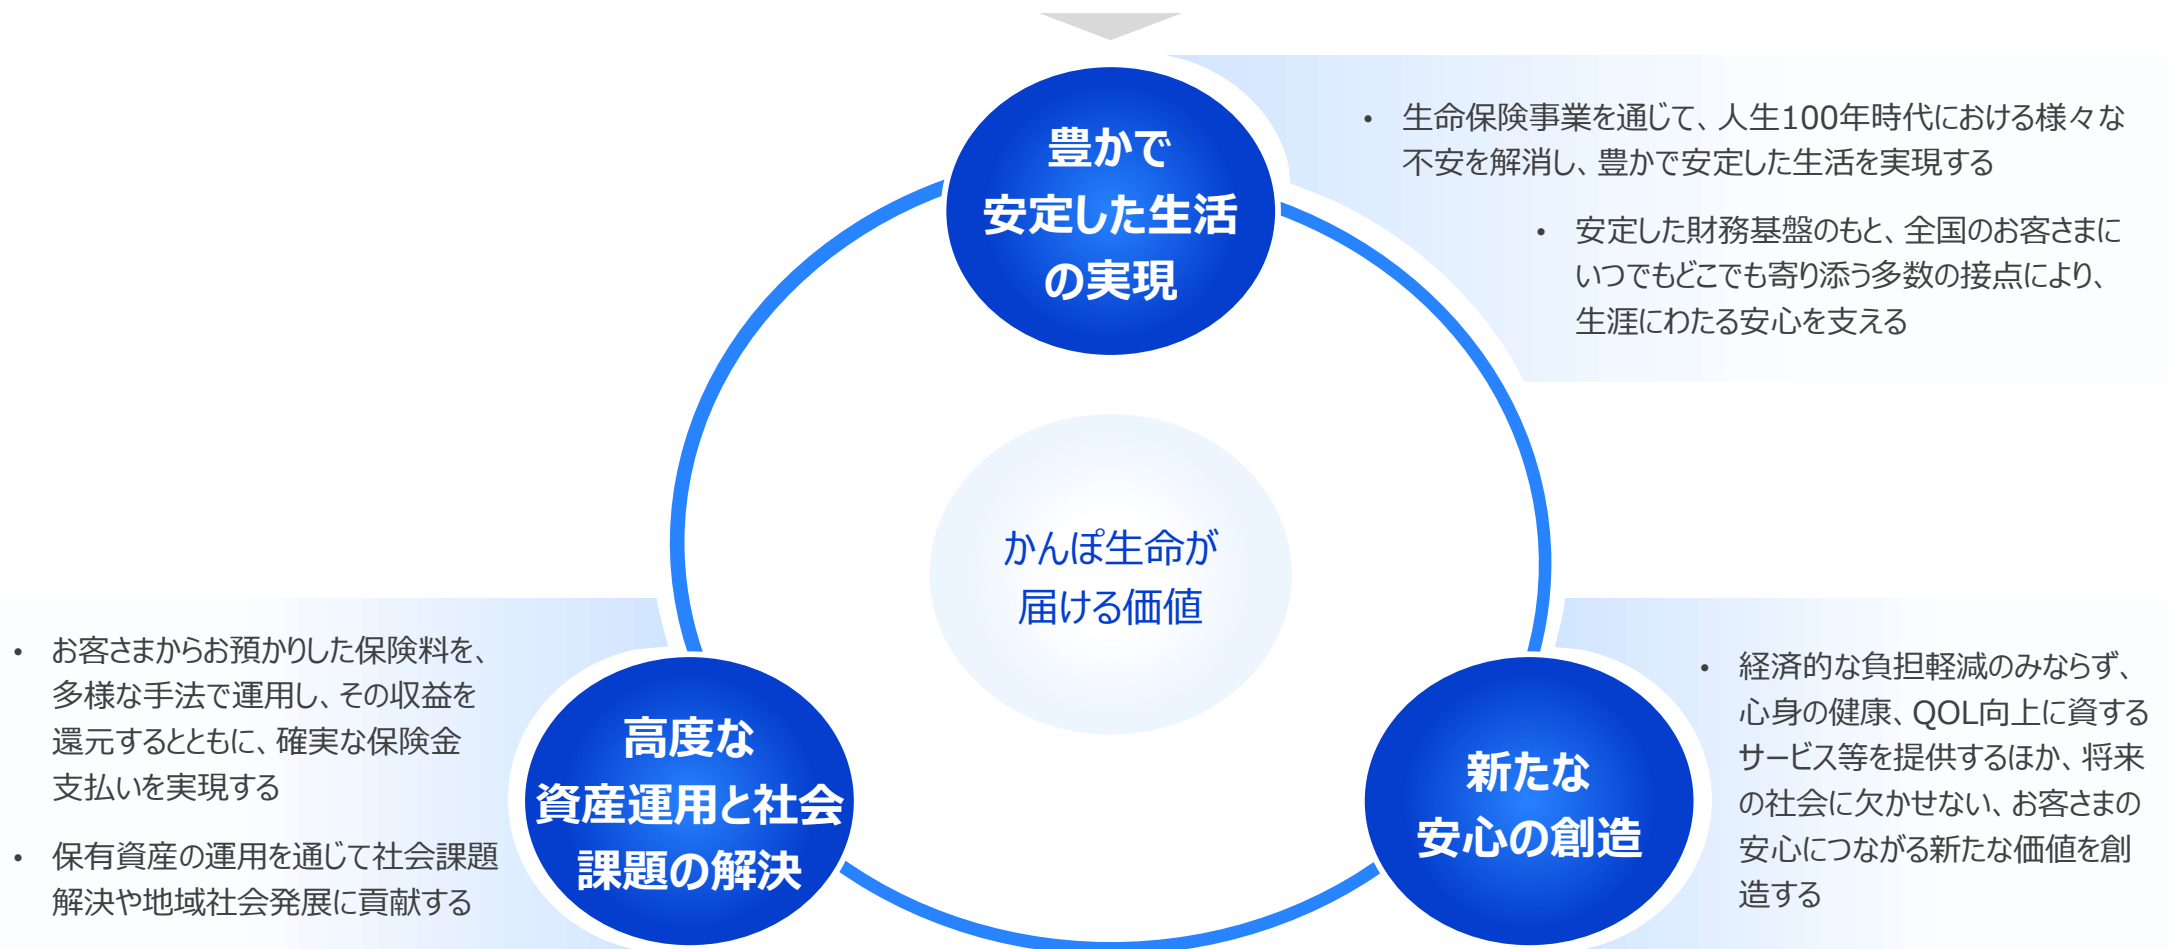 豊かで
安定した生活
の実現
• 生命保険事業を通じて、人生100年時代における様々な
不安を解消し、豊かで安定した生活を実現する
• 安定した財務基盤のもと、全国のお客さまに
いつでもどこでも寄り添う多数の接点により、
生涯にわたる安心を支える
かんぽ生命が
届ける価値
• お客さまからお預かりした保険料を、
多様な手法で運用し、その収益を
還元するとともに、確実な保険金
支払いを実現する
• 保有資産の運用を通じて社会課題
解決や地域社会発展に貢献する
高度な
資産運用と社会
課題の解決
新たな
安心の創造
• 経済的な負担軽減のみならず、
心身の健康、QOL向上に資する
サービス等を提供するほか、将来
の社会に欠かせない、お客さまの
安心につながる新たな価値を創
造する